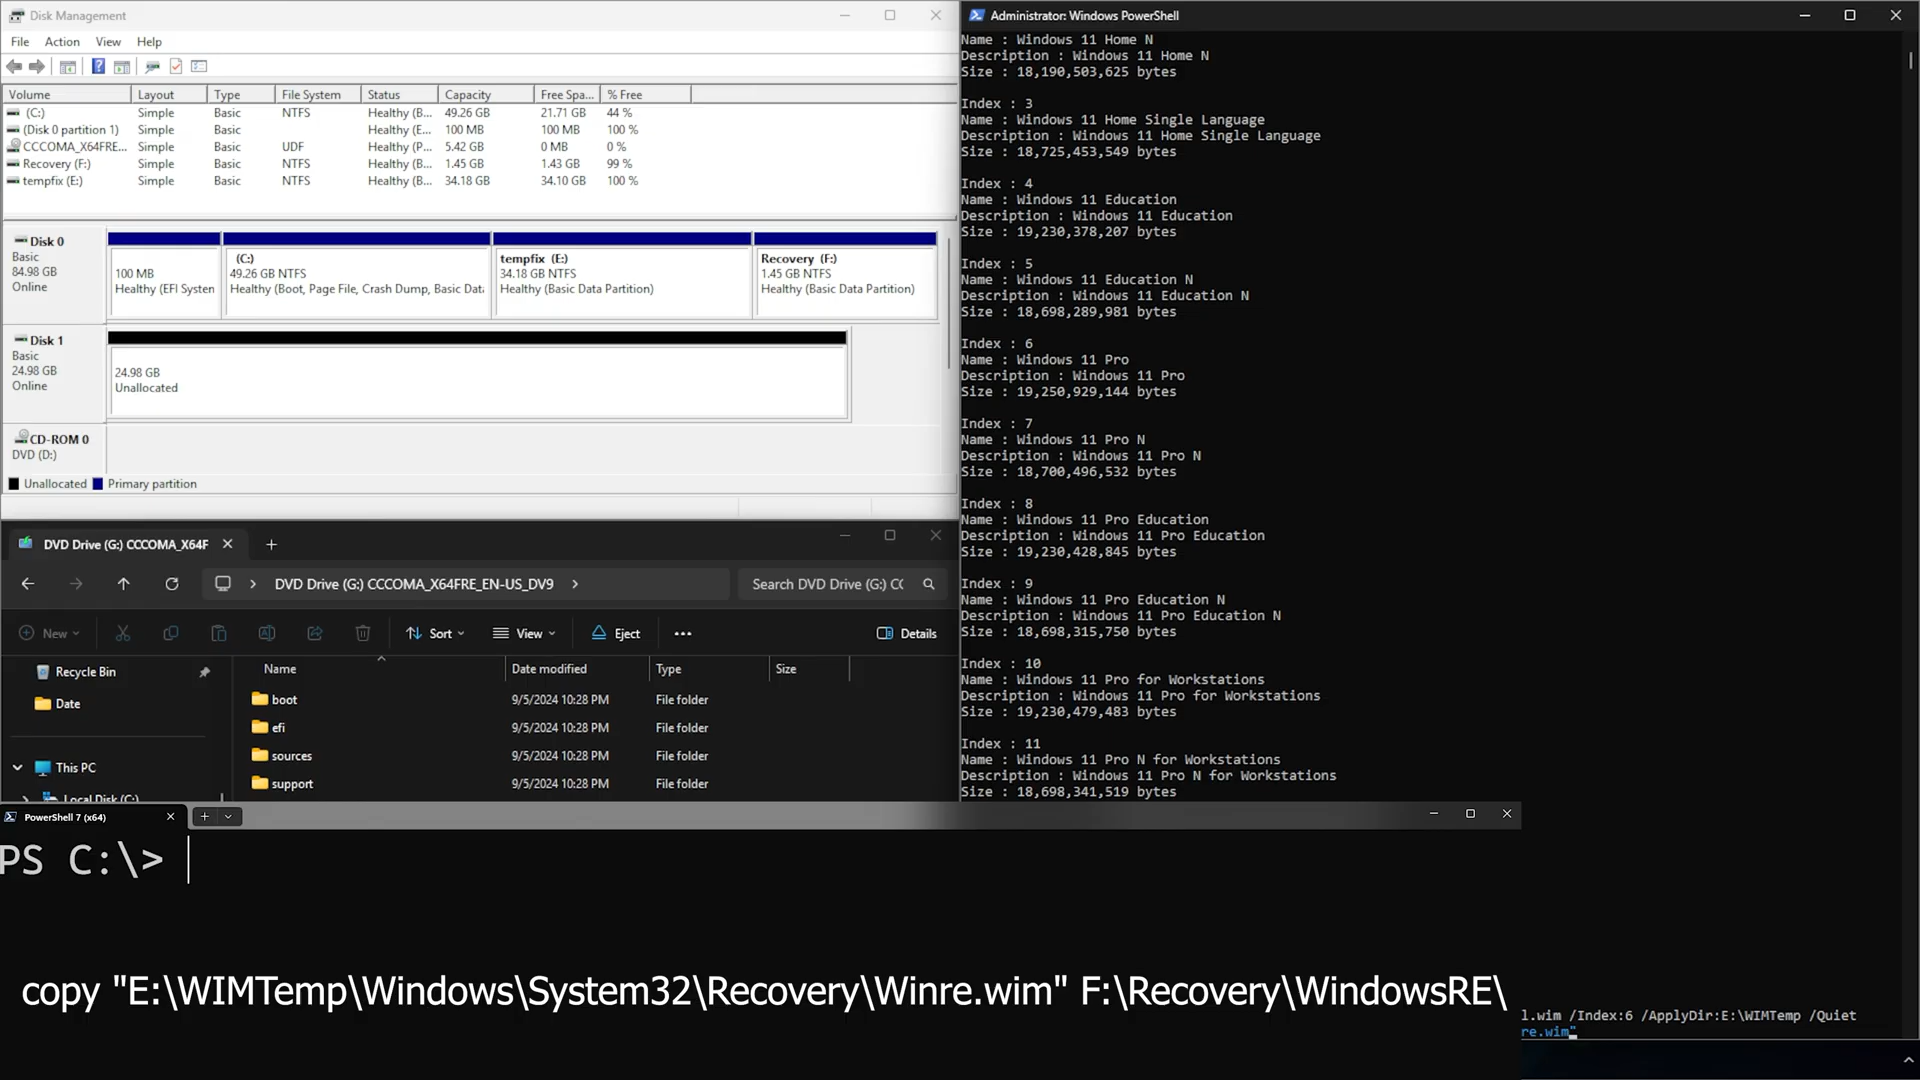 Disk Management
File Action View Help
Volume Layout Type File System Status Capacity Free Spa... % Free
(C:) Simple Basic NTFS Healthy (B... 49.26 GB 21.71 GB 44 %
(Disk 0 partition 1) Simple Basic Healthy (E... 100 MB 100 MB 100 %
CCCOMA_X64FRE... Simple Basic UDF Healthy (P... 5.42 GB 0 MB 0 %
Recovery (F:) Simple Basic NTFS Healthy (B... 1.45 GB 1.43 GB 99 %
tempfix (E:) Simple Basic NTFS Healthy (B... 34.18 GB 34.10 GB 100 %
Disk 0
Basic
84.98 GB
Online
100 MB
Healthy (EFI System
(C:)
49.26 GB NTFS
Healthy (Boot, Page File, Crash Dump, Basic Data
tempfix (E:)
34.18 GB NTFS
Healthy (Basic Data Partition)
Recovery (F:)
1.45 GB NTFS
Healthy (Basic Data Partition)
Disk 1
Basic
24.98 GB
Online
24.98 GB
Unallocated
CD-ROM 0
DVD (D:)
Unallocated Primary partition
DVD Drive (G:) CCCOMA_X64F
DVD Drive (G:) CCCOMA_X64FRE_EN-US_DV9
Search DVD Drive (G:) CC
New Sort View Eject Details
Recycle Bin
Date
This PC
Local Disk (C:)
Name Date modified Type Size
boot 9/5/2024 10:28 PM File folder
efi 9/5/2024 10:28 PM File folder
sources 9/5/2024 10:28 PM File folder
support 9/5/2024 10:28 PM File folder
Administrator: Windows PowerShell
Name : Windows 11 Home N
Description : Windows 11 Home N
Size : 18,190,503,625 bytes
Index : 3
Name : Windows 11 Home Single Language
Description : Windows 11 Home Single Language
Size : 18,725,453,549 bytes
Index : 4
Name : Windows 11 Education
Description : Windows 11 Education
Size : 19,230,378,207 bytes
Index : 5
Name : Windows 11 Education N
Description : Windows 11 Education N
Size : 18,698,289,981 bytes
Index : 6
Name : Windows 11 Pro
Description : Windows 11 Pro
Size : 19,250,929,144 bytes
Index : 7
Name : Windows 11 Pro N
Description : Windows 11 Pro N
Size : 18,700,496,532 bytes
Index : 8
Name : Windows 11 Pro Education
Description : Windows 11 Pro Education
Size : 19,230,428,845 bytes
Index : 9
Name : Windows 11 Pro Education N
Description : Windows 11 Pro Education N
Size : 18,698,315,750 bytes
Index : 10
Name : Windows 11 Pro for Workstations
Description : Windows 11 Pro for Workstations
Size : 19,230,479,483 bytes
Index : 11
Name : Windows 11 Pro N for Workstations
Description : Windows 11 Pro N for Workstations
Size : 18,698,341,519 bytes
l.wim /Index:6 /ApplyDir:E:\WIMTemp /Quiet
re.wim"
PowerShell 7 (x64)
PS C:\>
copy "E:\WIMTemp\Windows\System32\Recovery\Winre.wim" F:\Recovery\WindowsRE\